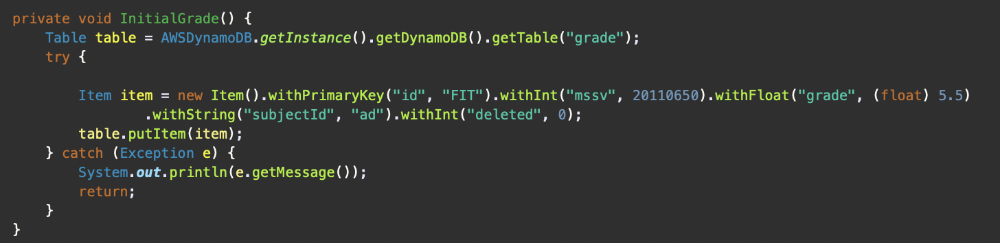 private void InitialGrade() {
    Table table = AWSDynamoDB.getInstance().getDynamoDB().getTable("grade");
    try {

        Item item = new Item().withPrimaryKey("id", "FIT").withInt("mssv", 20110650).withFloat("grade", (float) 5.5)
                .withString("subjectId", "ad").withInt("deleted", 0);
        table.putItem(item);
    } catch (Exception e) {
        System.out.println(e.getMessage());
        return;
    }
}